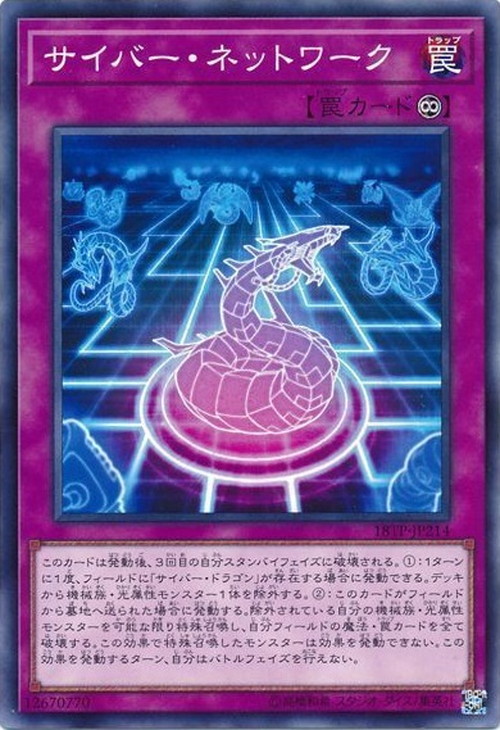 サイバー・ネットワーク
トラップ
罠
【罠カード】
トラップ
18TP-JP214
このカードは発動後、3回目の自分スタンバイフェイズに破壊される。①:1ターン
に1度、フィールドに「サイバー・ドラゴン」が存在する場合に発動できる。デッキ
から機械族・光属性モンスター1体を除外する。②:このカードがフィールド
から墓地へ送られた場合に発動する。除外されている自分の機械族・光属性
モンスターを可能な限り特殊召喚し、自分フィールドの魔法・罠カードを全て
破壊する。この効果で特殊召喚したモンスターは効果を発動できない。この
効果を発動するターン、自分はバトルフェイズを行えない。
12670770
©高橋和希 スタジオ・ダイス/集英社